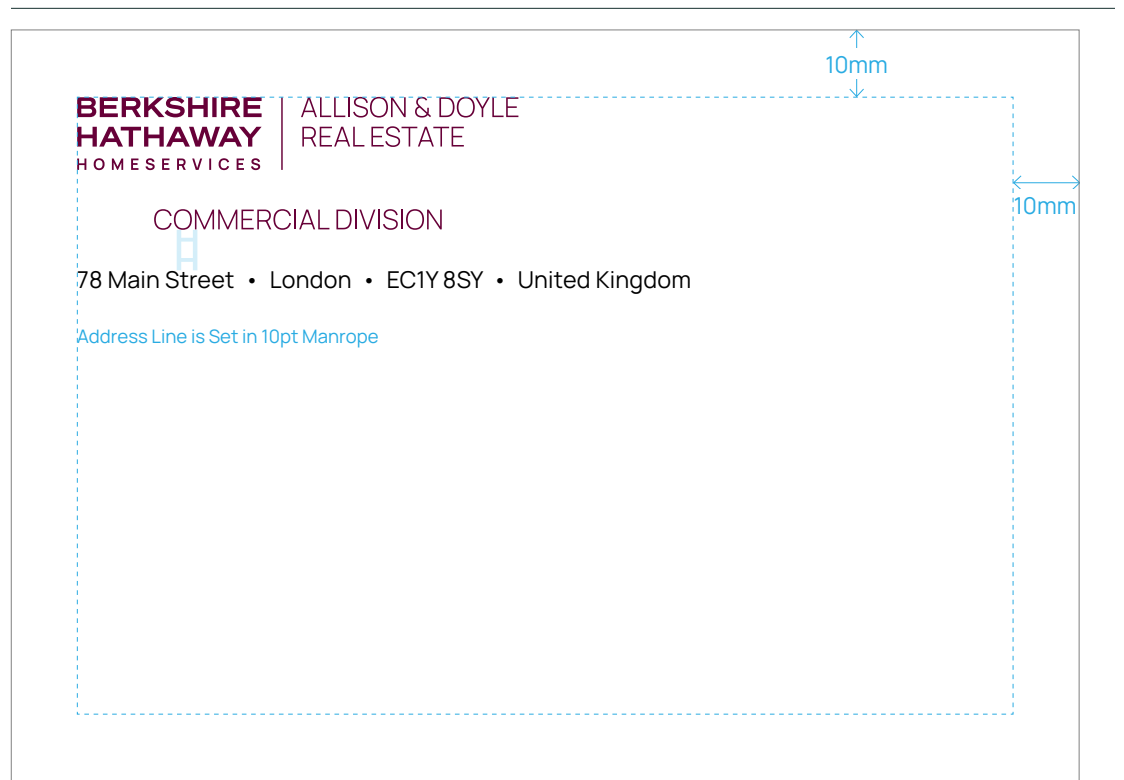 10mm
BERKSHIRE
HATHAWAY
HOMESERVICES
ALLISON & DOYLE
REAL ESTATE
10mm
COMMERCIAL DIVISION
78 Main Street • London • EC1Y 8SY • United Kingdom
Address Line is Set in 10pt Manrope